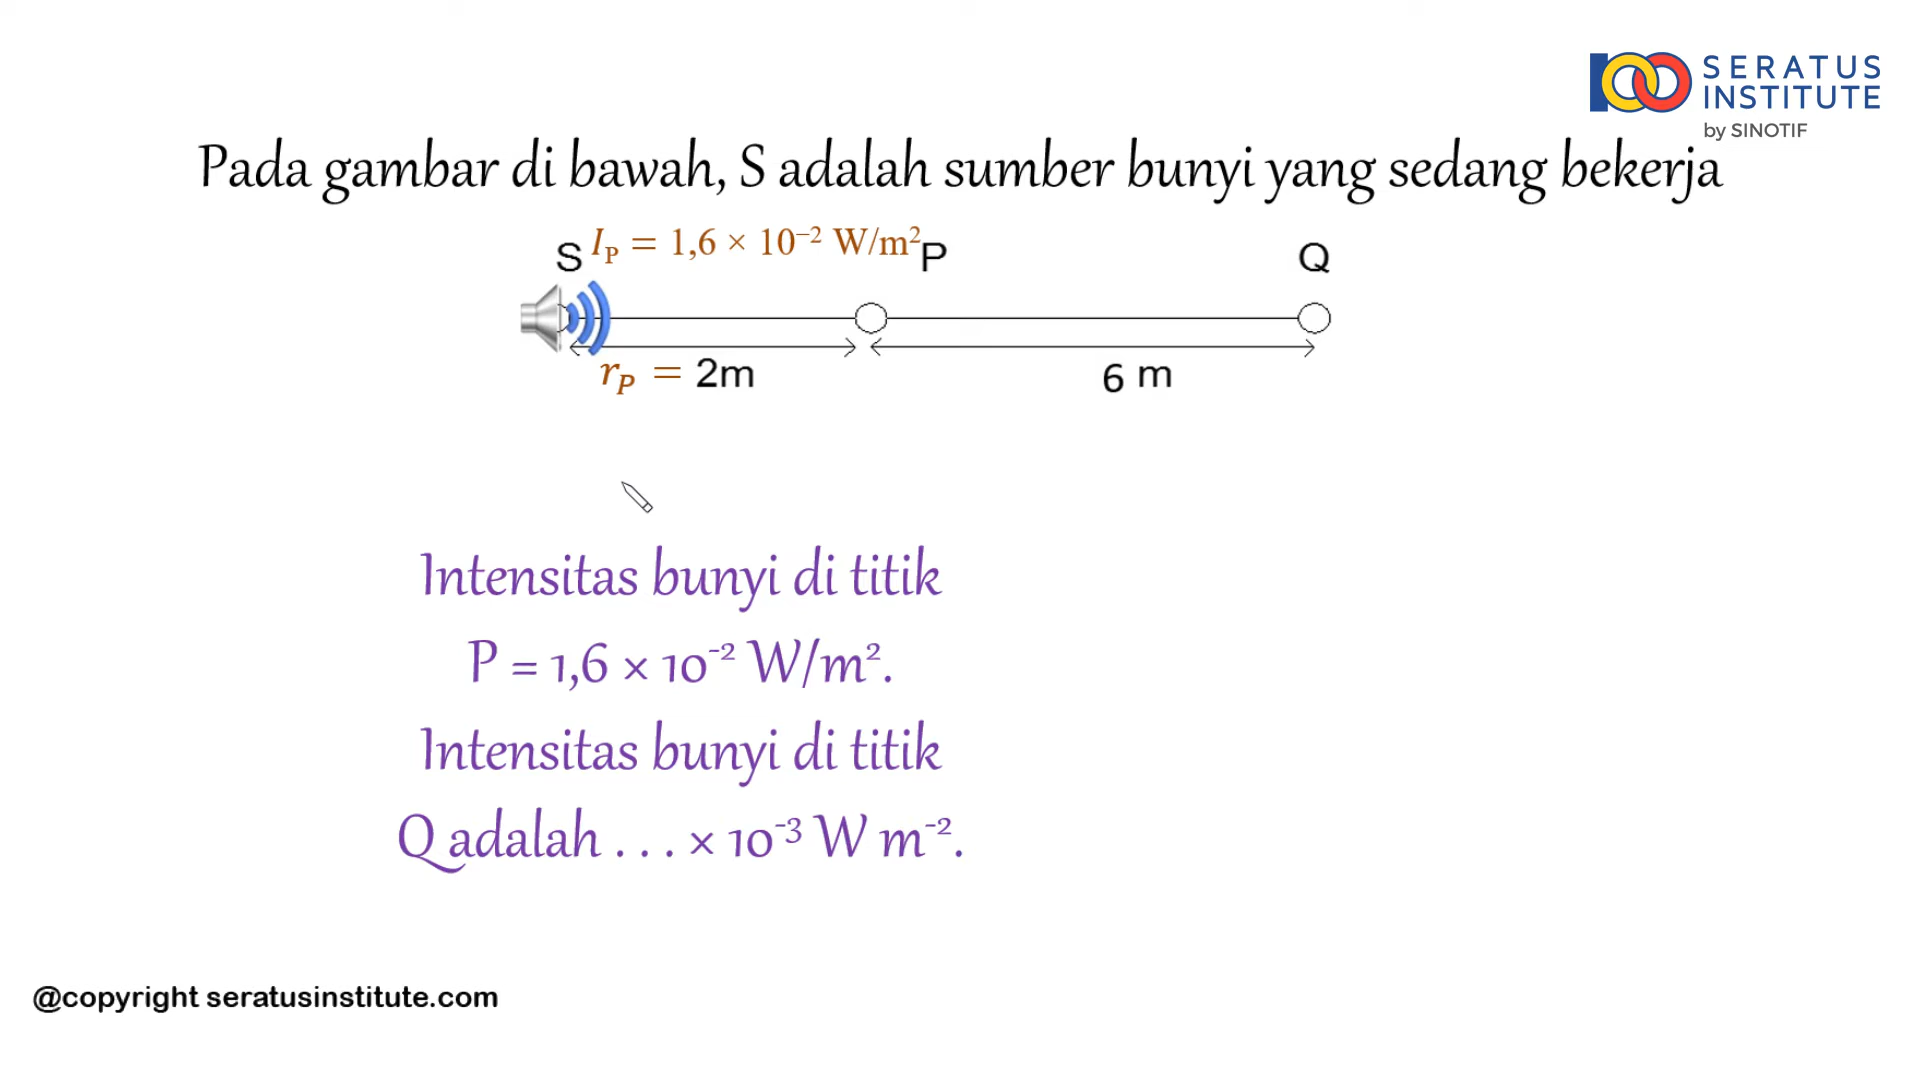 SERATUS
INSTITUTE
by SINOTIF
Pada gambar di bawah, S adalah sumber bunyi yang sedang bekerja
S I_P = 1,6 × 10⁻² W/m² P Q
r_P = 2m 6 m
Intensitas bunyi di titik
P = 1,6 × 10⁻² W/m².
Intensitas bunyi di titik
Q adalah . . . × 10⁻³ W m⁻².
@copyright seratusinstitute.com